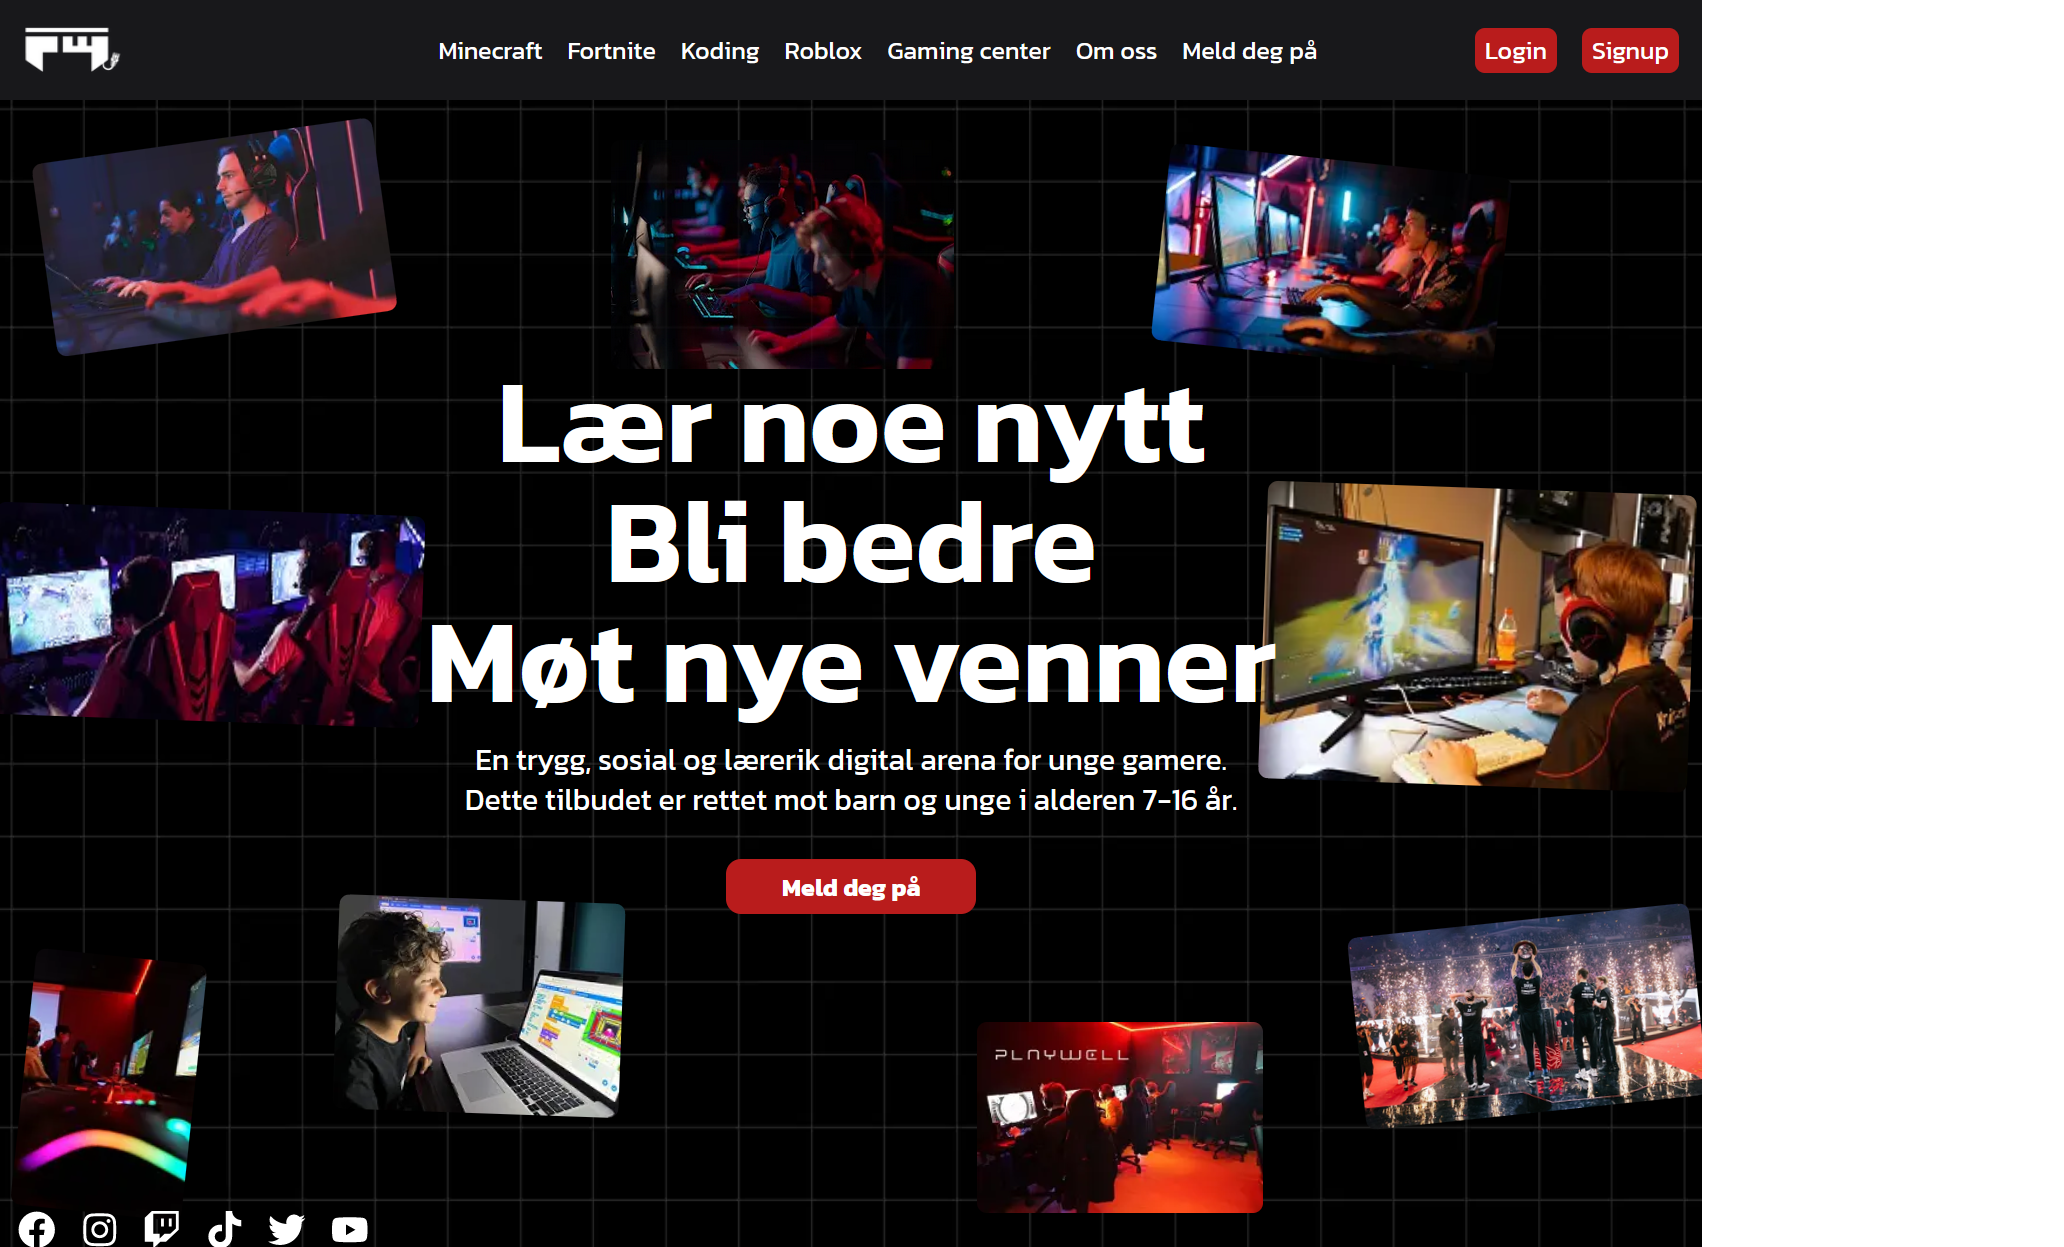 Minecraft Fortnite Koding Roblox Gaming center Om oss Meld deg på Login Signup
Lær noe nytt
Bli bedre
Møt nye venner
En trygg, sosial og lærerik digital arena for unge gamere.
Dette tilbudet er rettet mot barn og unge i alderen 7-16 år.
Meld deg på
PLAYWELL